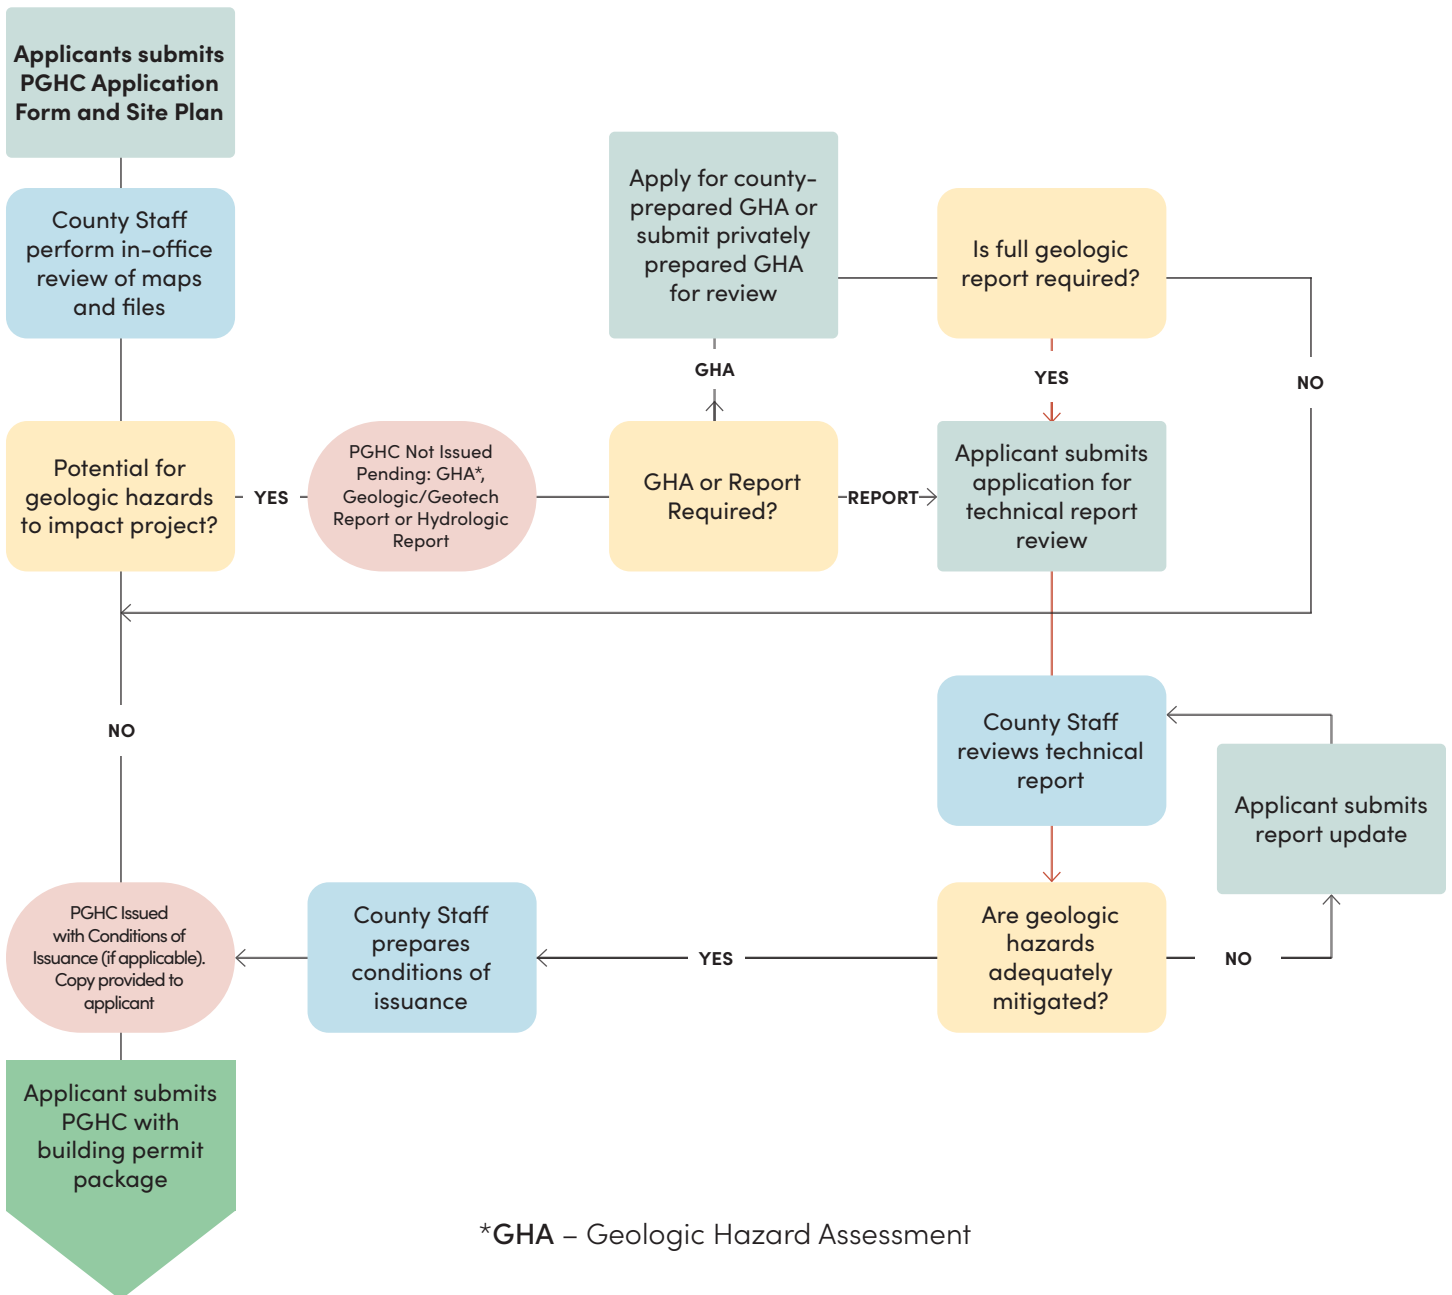 Applicants submits
PGHC Application
Form and Site Plan
County Staff
perform in-office
review of maps
and files
Potential for
geologic hazards
to impact project?
YES
PGHC Not Issued
Pending: GHA*,
Geologic/Geotech
Report or Hydrologic
Report
GHA or Report
Required?
GHA
Apply for county-
prepared GHA or
submit privately
prepared GHA
for review
Is full geologic
report required?
YES
NO
REPORT
Applicant submits
application for
technical report
review
NO
County Staff
reviews technical
report
Applicant submits
report update
Are geologic
hazards
adequately
mitigated?
NO
YES
County Staff
prepares
conditions of
issuance
PGHC Issued
with Conditions of
Issuance (if applicable).
Copy provided to
applicant
Applicant submits
PGHC with
building permit
package
*GHA – Geologic Hazard Assessment